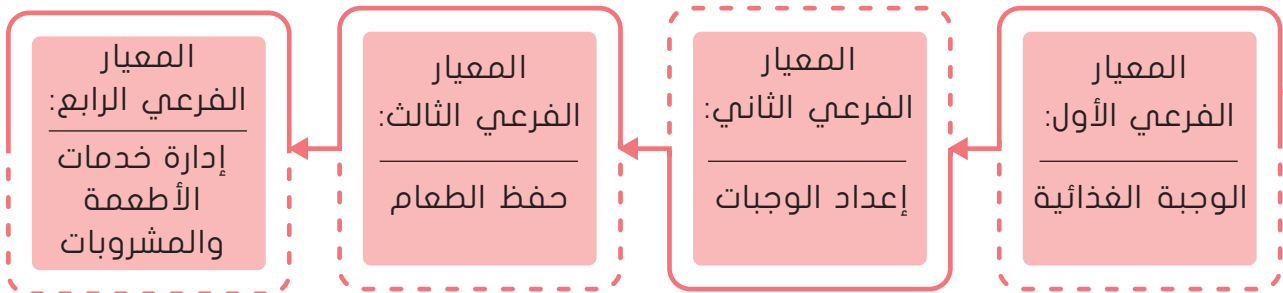 المعيار
الفرعي الأول:
الوجبة الغذائية
المعيار
الفرعي الثاني:
إعداد الوجبات
المعيار
الفرعي الثالث:
حفظ الطعام
المعيار
الفرعي الرابع:
إدارة خدمات
الأطعمة
والمشروبات